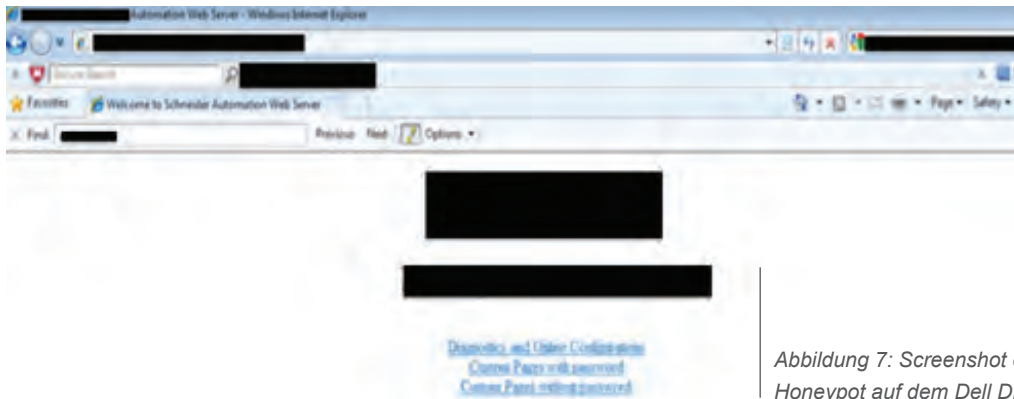 Automation Web Server - Windows Internet Explorer
Secure Search
Favorites Welcome to Schneider Automation Web Server
Page Safety
x Find: Previous Next Options
Diagnostics and Online Configuration
Custom Pages with password
Custom Pages without password
Abbildung 7: Screenshot
Honeypot auf dem Dell D